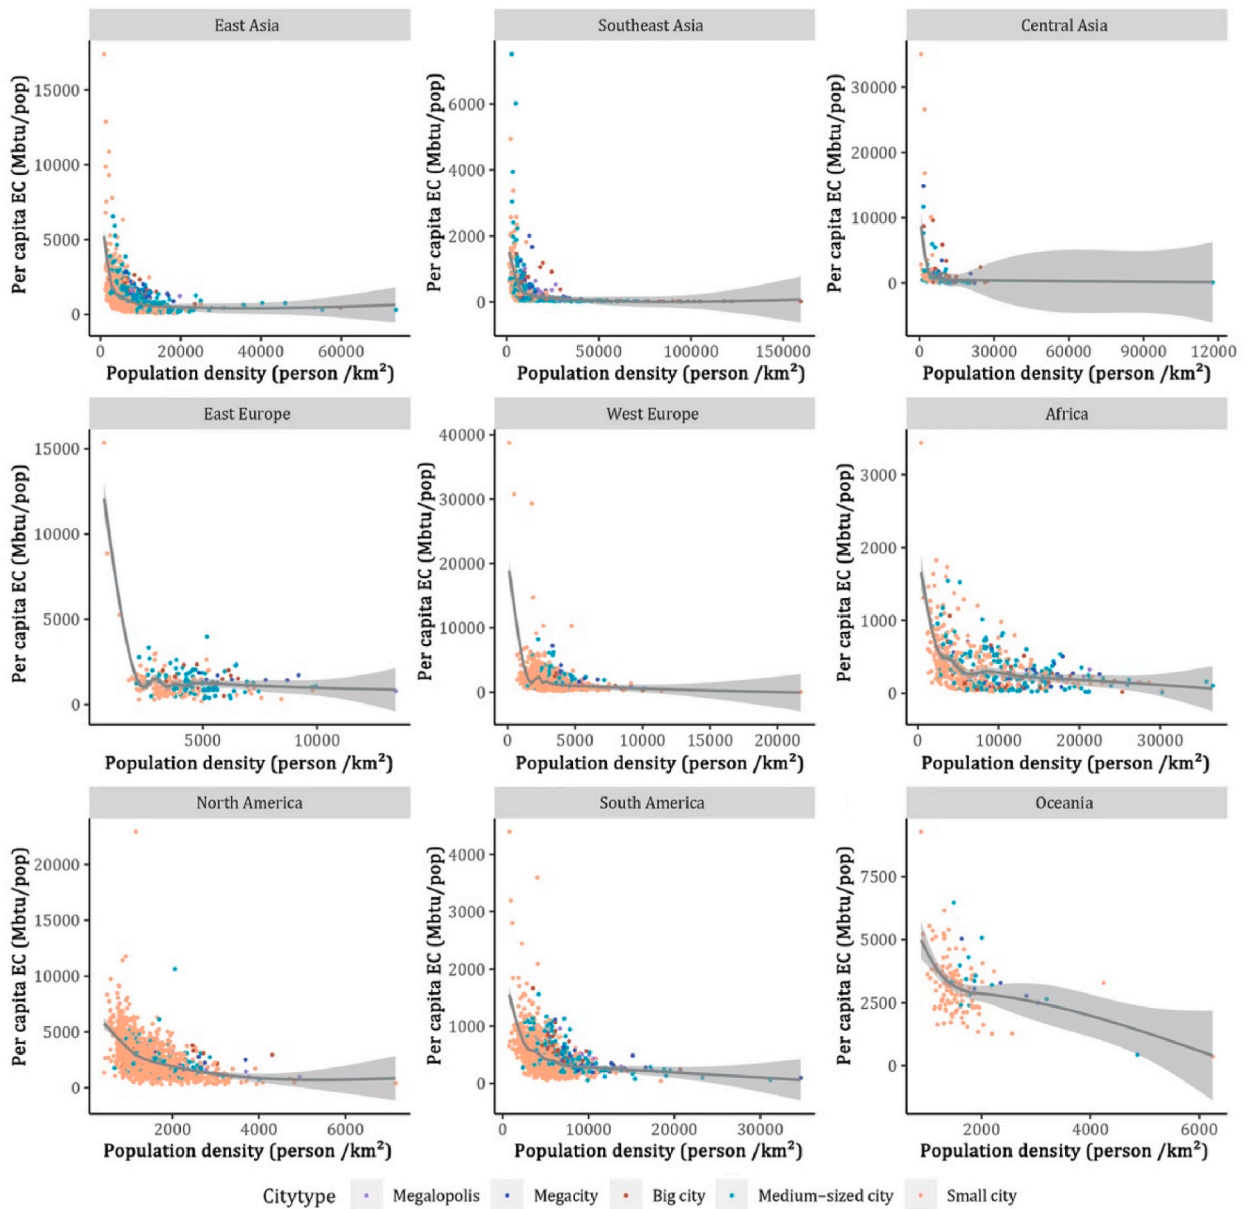 East Asia
Southeast Asia
Central Asia
Per capita EC (Mbtu/pop)
15000
10000
5000
0
0 20000 40000 60000
Population density (person /km²)
Per capita EC (Mbtu/pop)
6000
4000
2000
0
0 50000 100000 150000
Population density (person /km²)
Per capita EC (Mbtu/pop)
30000
20000
10000
0
0 30000 60000 90000 12000
Population density (person /km²)
East Europe
West Europe
Africa
Per capita EC (Mbtu/pop)
15000
10000
5000
0
5000 10000
Population density (person /km²)
Per capita EC (Mbtu/pop)
40000
30000
20000
10000
0
0 5000 10000 15000 20000
Population density (person /km²)
Per capita EC (Mbtu/pop)
3000
2000
1000
0
0 10000 20000 30000
Population density (person /km²)
North America
South America
Oceania
Per capita EC (Mbtu/pop)
20000
15000
10000
5000
0
2000 4000 6000
Population density (person /km²)
Per capita EC (Mbtu/pop)
4000
3000
2000
1000
0
0 10000 20000 30000
Population density (person /km²)
Per capita EC (Mbtu/pop)
7500
5000
2500
0
2000 4000 6000
Population density (person /km²)
Citytype Megalopolis Megacity Big city Medium-sized city Small city